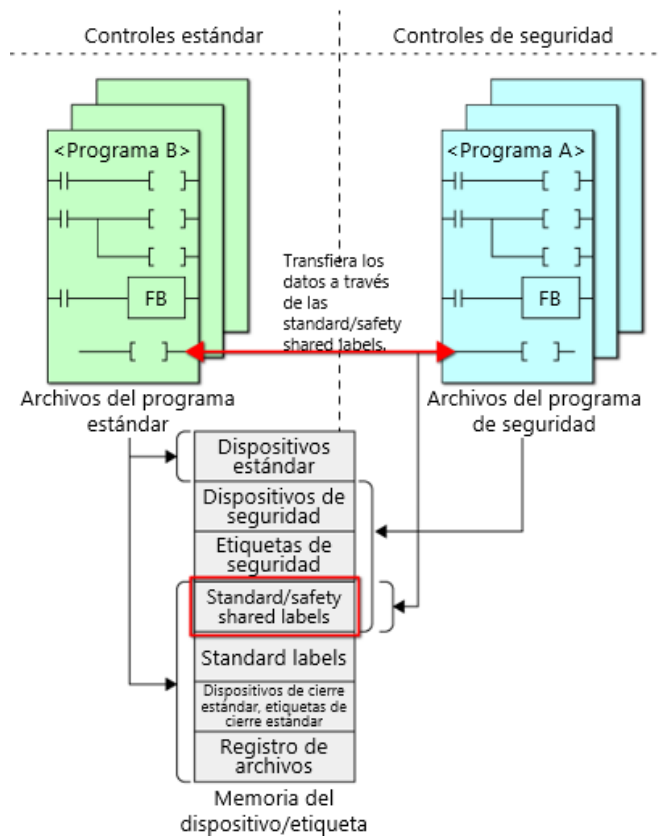 Controles estándar
Controles de seguridad
<Programa B>
<Programa A>
FB
FB
Transfiera los
datos a través
de las
standard/safety
shared labels.
Archivos del programa
estándar
Archivos del programa
de seguridad
Dispositivos
estándar
Dispositivos de
seguridad
Etiquetas de
seguridad
Standard/safety
shared labels
Standard labels
Dispositivos de cierre
estándar, etiquetas de
cierre estándar
Registro de
archivos
Memoria del
dispositivo/etiqueta